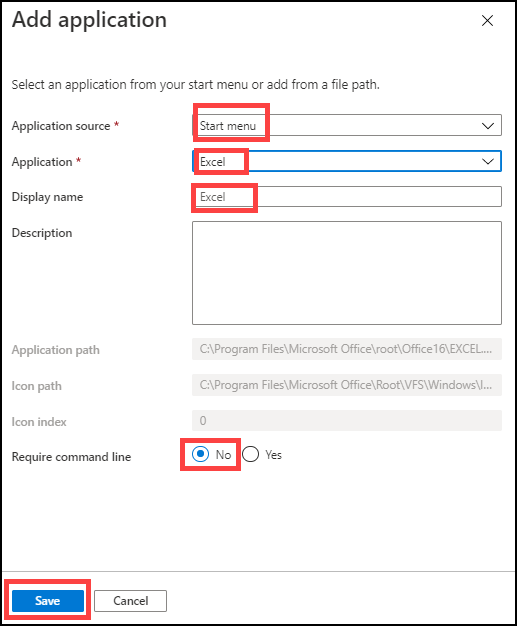 Add application
Select an application from your start menu or add from a file path.
Application source * Start menu
Application * Excel
Display name Excel
Description
Application path C:\Program Files\Microsoft Office\root\Office16\EXCEL....
Icon path C:\Program Files\Microsoft Office\Root\VFS\Windows\I...
Icon index 0
Require command line No Yes
Save Cancel